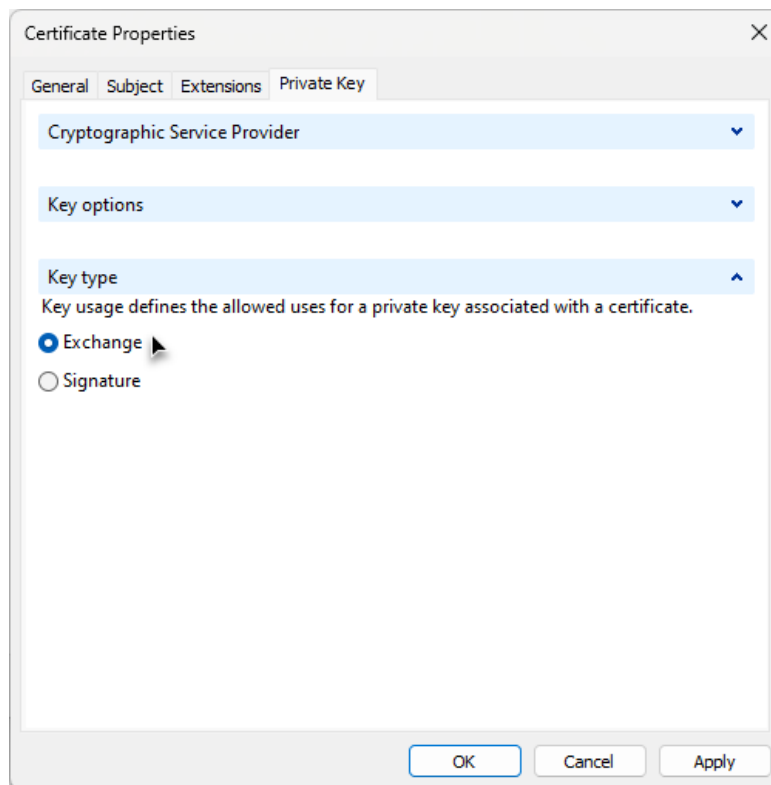 Certificate Properties
General Subject Extensions Private Key
Cryptographic Service Provider
Key options
Key type
Key usage defines the allowed uses for a private key associated with a certificate.
Exchange
Signature
OK Cancel Apply